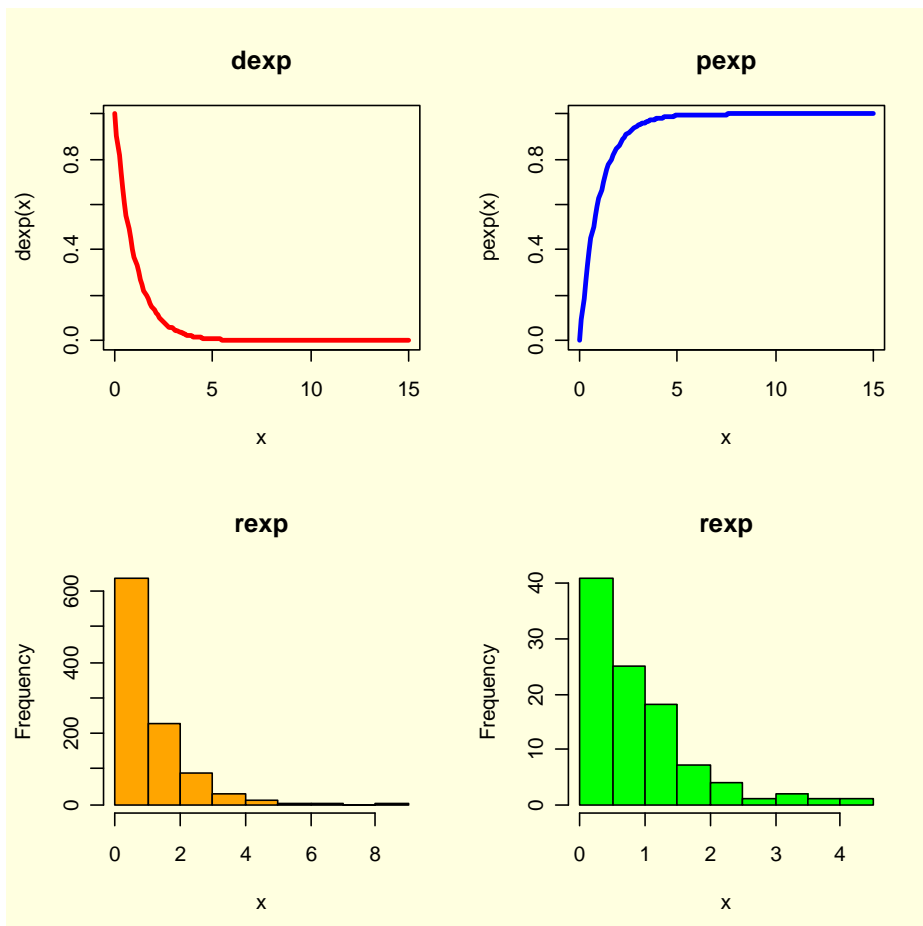 dexp
dexp(x)
0.0 0.4 0.8
0 5 10 15
x
pexp
pexp(x)
0.0 0.4 0.8
0 5 10 15
x
rexp
Frequency
0 200 400 600
0 2 4 6 8
x
rexp
Frequency
0 10 20 30 40
0 1 2 3 4
x